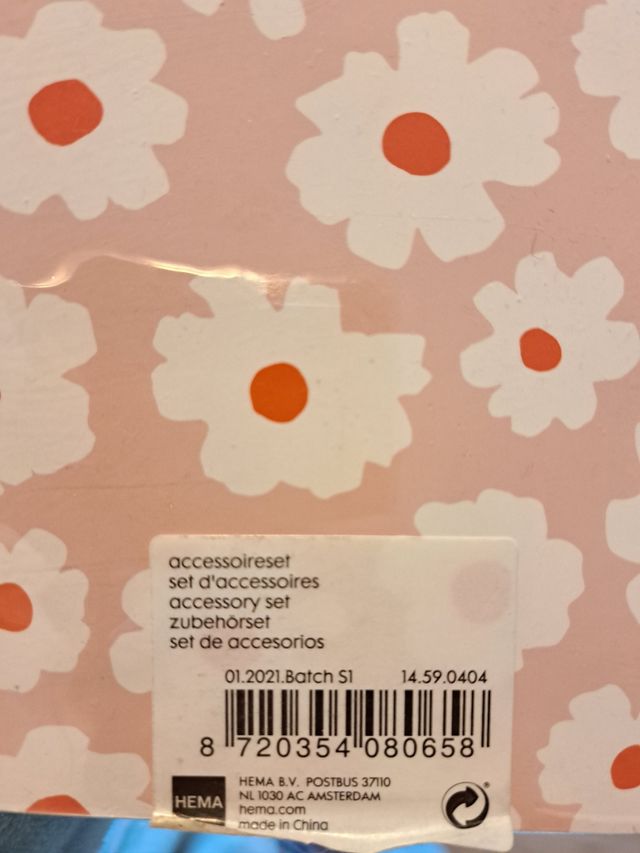 accessoireset
set d'accessoires
accessory set
zubehörset
set de accesorios
01.2021.Batch S1 14.59.0404
8 720354 080658
HEMA
HEMA B.V. POSTBUS 37110
NL 1030 AC AMSTERDAM
hema.com
made in China